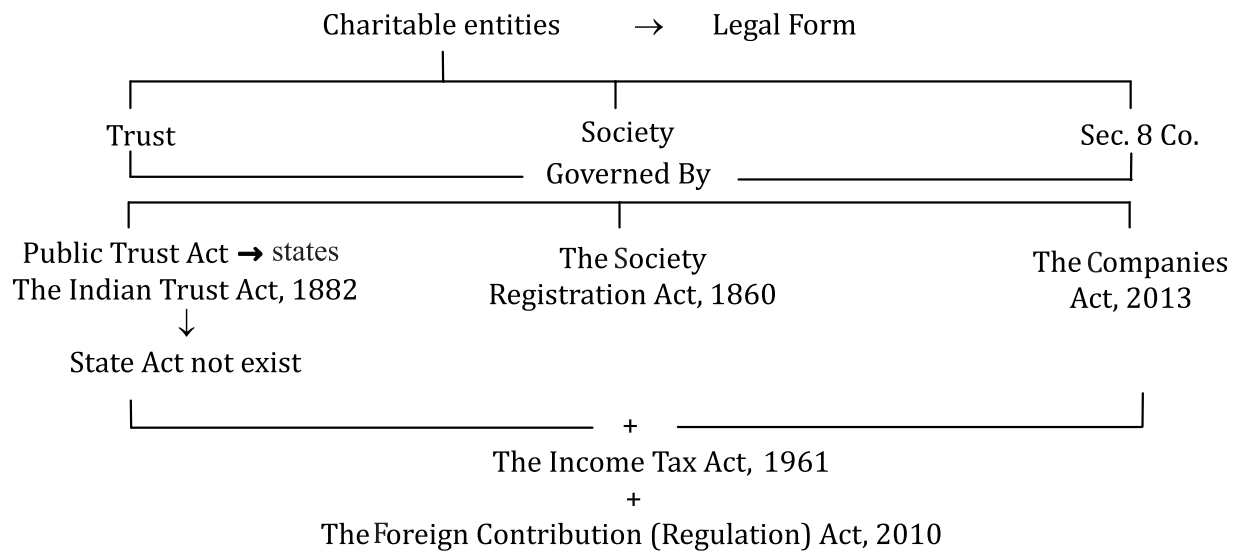 Charitable entities → Legal Form
Trust
Society
Sec. 8 Co.
Governed By
Public Trust Act → states
The Indian Trust Act, 1882
↓
State Act not exist
The Society
Registration Act, 1860
The Companies
Act, 2013
+
The Income Tax Act, 1961
+
The Foreign Contribution (Regulation) Act, 2010